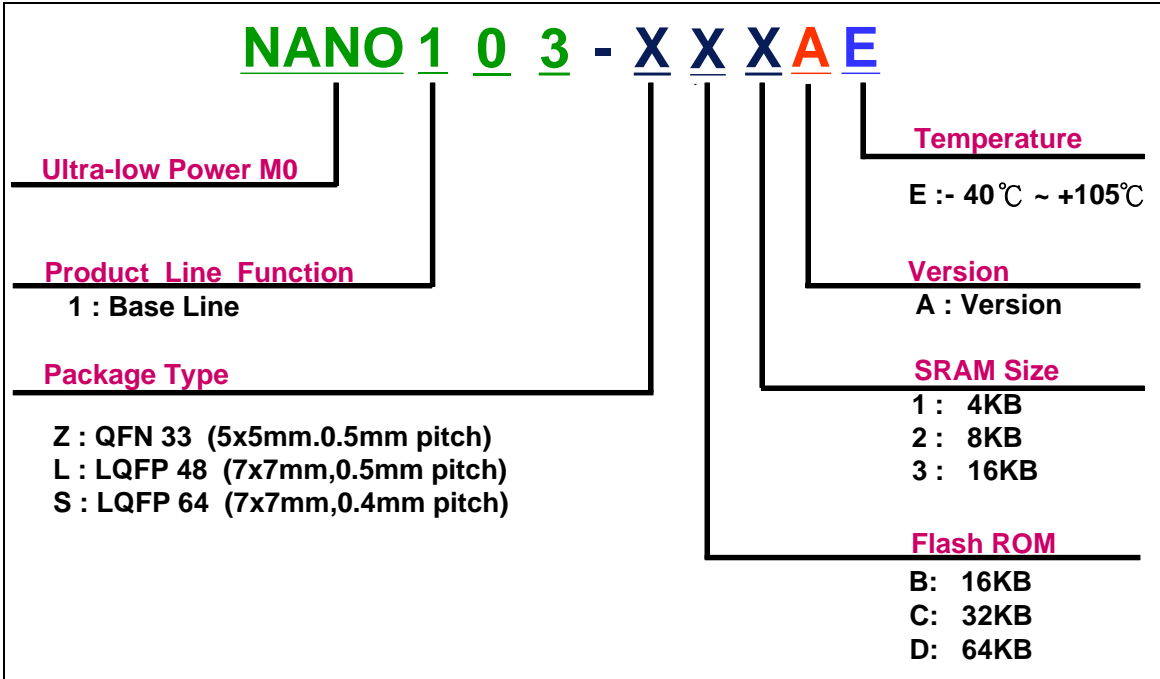 NANO 1 0 3 - X X X A E
Ultra-low Power M0
Product Line Function
1 : Base Line
Package Type
Z : QFN 33 (5x5mm.0.5mm pitch)
L : LQFP 48 (7x7mm,0.5mm pitch)
S : LQFP 64 (7x7mm,0.4mm pitch)
Temperature
E :- 40℃ ~ +105℃
Version
A : Version
SRAM Size
1 : 4KB
2 : 8KB
3 : 16KB
Flash ROM
B: 16KB
C: 32KB
D: 64KB